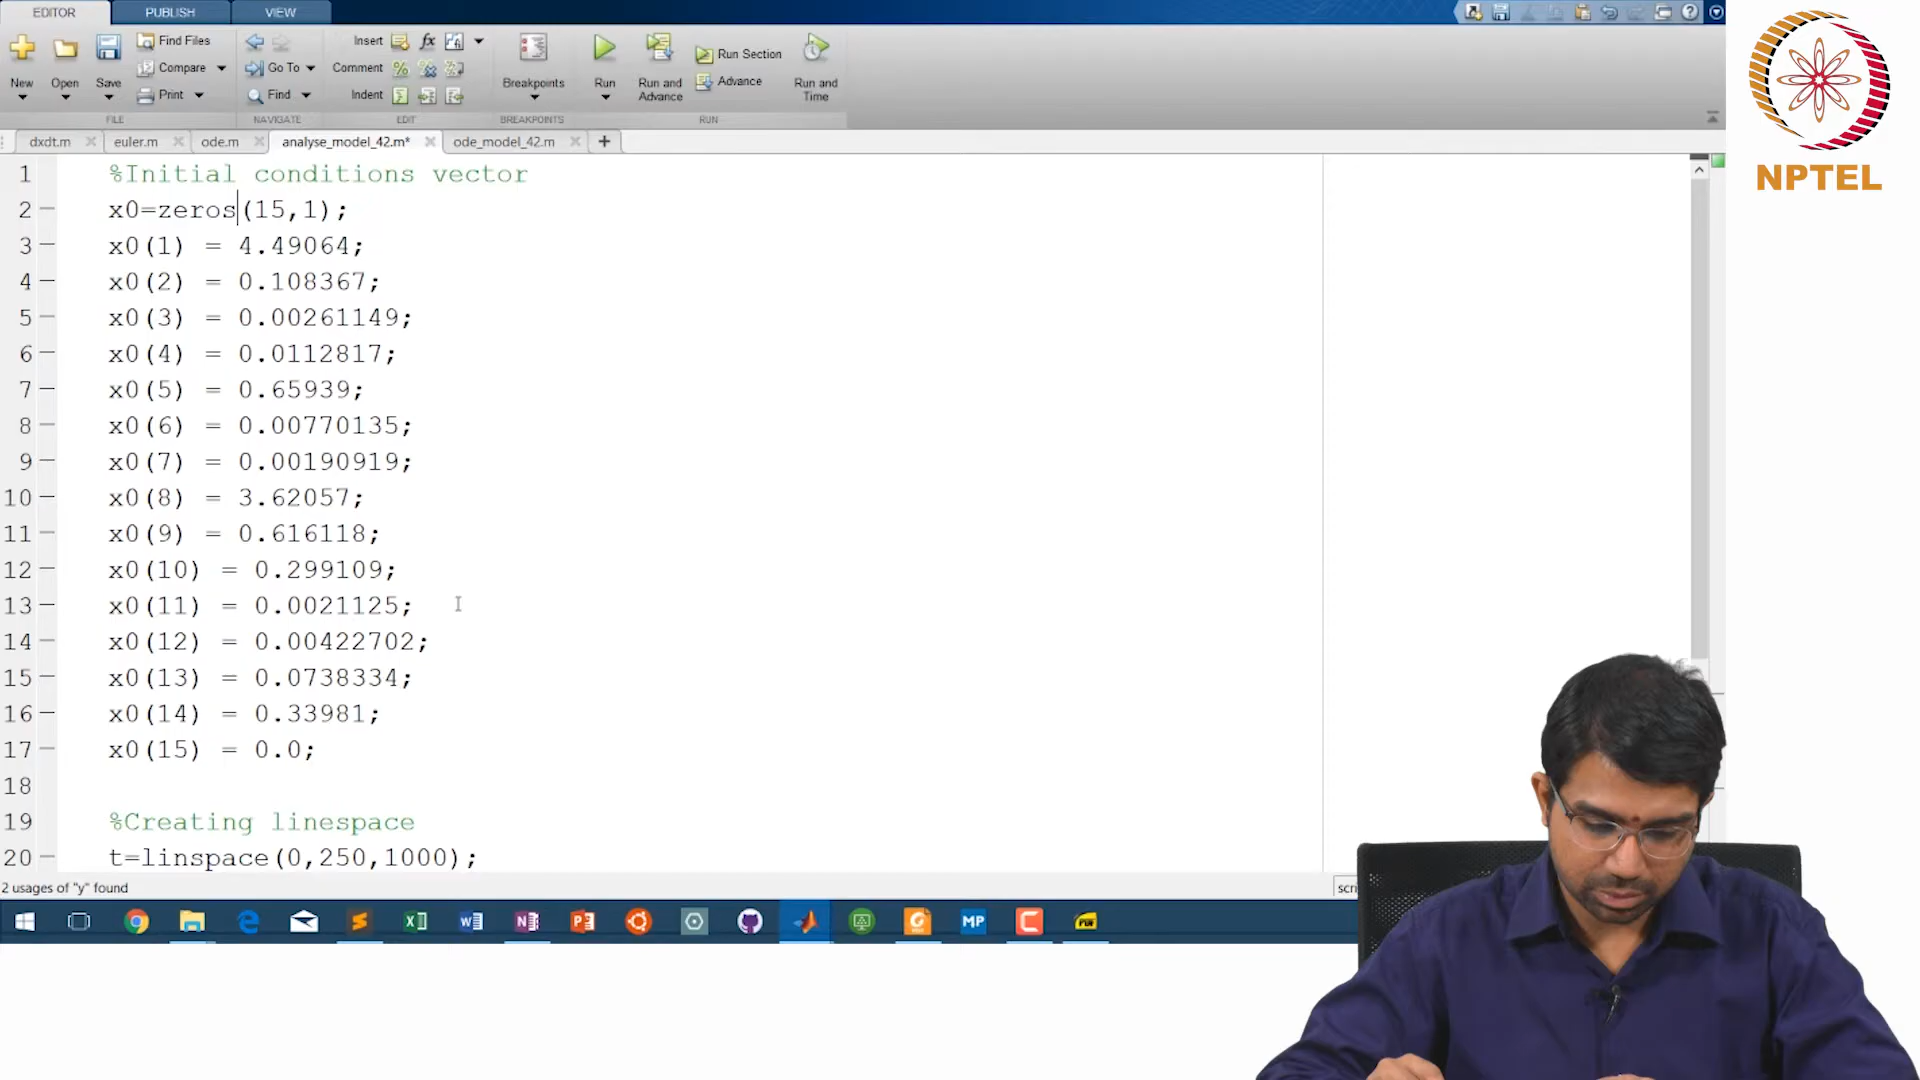 EDITOR PUBLISH VIEW
New Open Save
Find Files
Compare
Print
FILE
Go To
Find
NAVIGATE
Insert fx
Comment
Indent
EDIT
Breakpoints
BREAKPOINTS
Run
Run and Advance
Run Section
Advance
Run and Time
RUN
NPTEL
dxdt.m euler.m ode.m analyse_model_42.m* ode_model_42.m
1 %Initial conditions vector
2 x0=zeros(15,1);
3 x0(1) = 4.49064;
4 x0(2) = 0.108367;
5 x0(3) = 0.00261149;
6 x0(4) = 0.0112817;
7 x0(5) = 0.65939;
8 x0(6) = 0.00770135;
9 x0(7) = 0.00190919;
10 x0(8) = 3.62057;
11 x0(9) = 0.616118;
12 x0(10) = 0.299109;
13 x0(11) = 0.0021125;
14 x0(12) = 0.00422702;
15 x0(13) = 0.0738334;
16 x0(14) = 0.33981;
17 x0(15) = 0.0;
18
19 %Creating linespace
20 t=linspace(0,250,1000);
2 usages of "y" found
MP